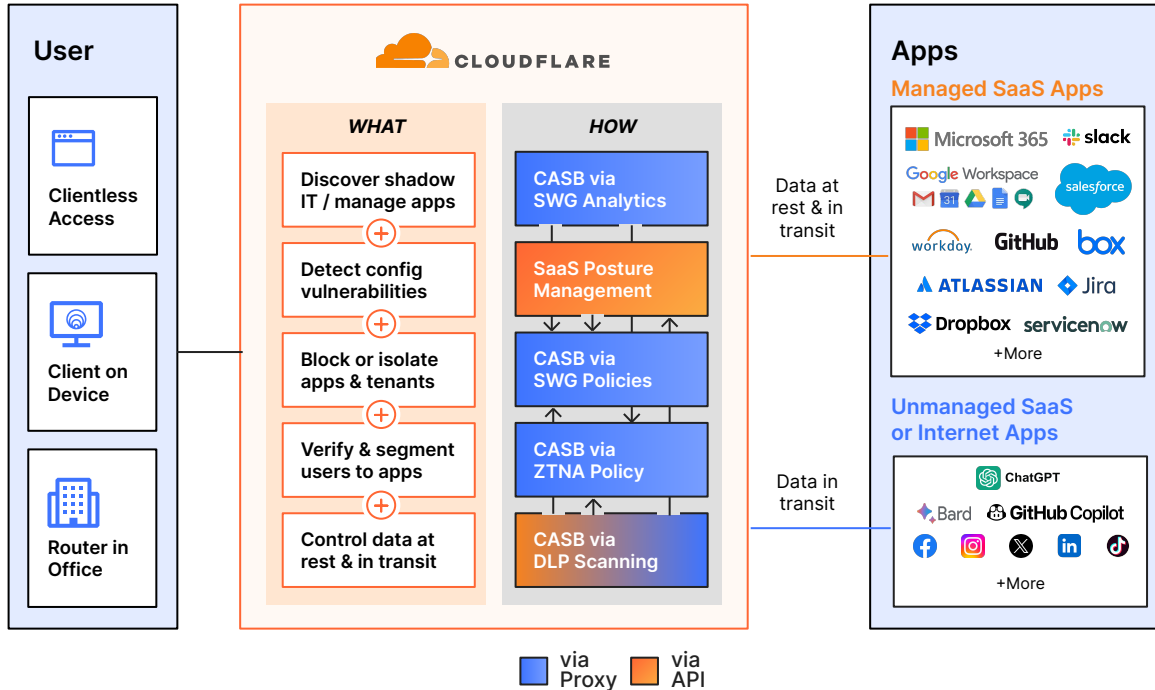 User
Clientless
Access
Client on
Device
Router in
Office
CLOUDFLARE
WHAT
Discover shadow
IT / manage apps
+
Detect config
vulnerabilities
+
Block or isolate
apps & tenants
+
Verify & segment
users to apps
+
Control data at
rest & in transit
HOW
CASB via
SWG Analytics
SaaS Posture
Management
CASB via
SWG Policies
CASB via
ZTNA Policy
CASB via
DLP Scanning
Data at
rest & in
transit
Data in
transit
Apps
Managed SaaS Apps
Microsoft 365
slack
Google Workspace
31
salesforce
workday.
GitHub
box
ATLASSIAN
Jira
Dropbox
servicenow
+More
Unmanaged SaaS
or Internet Apps
ChatGPT
Bard
GitHub Copilot
in
+More
via
Proxy
via
API